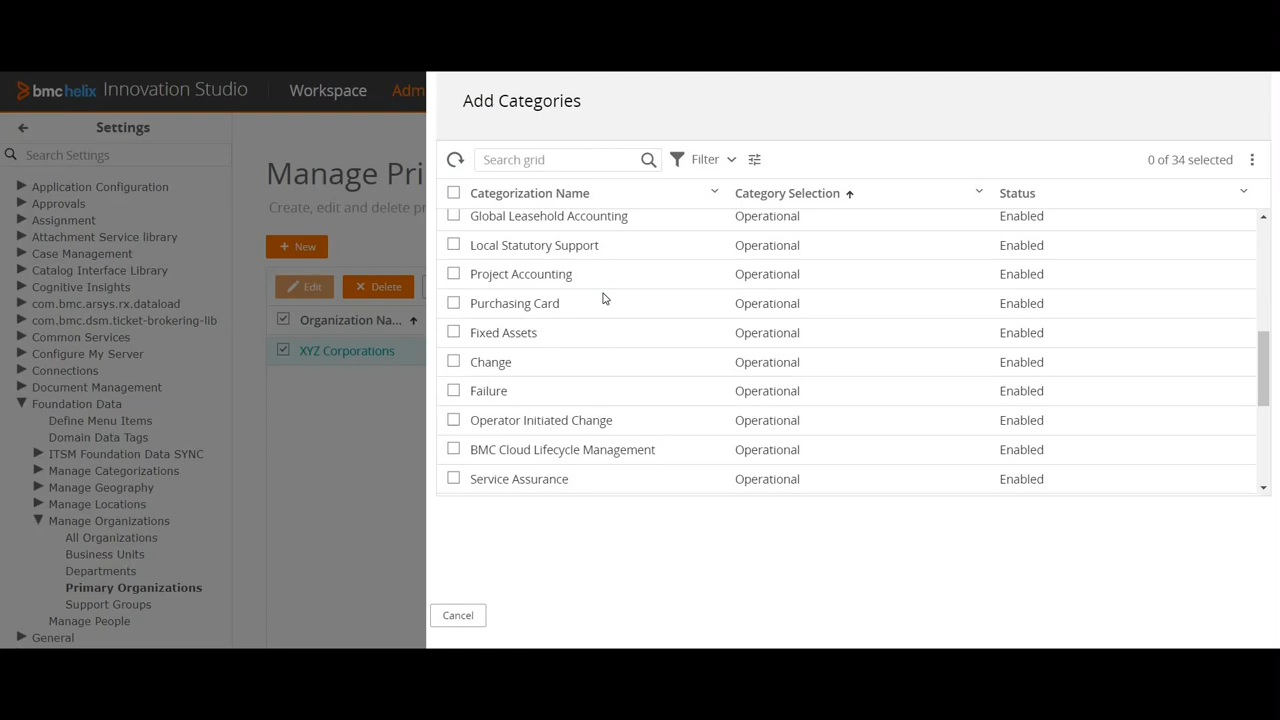 bmchelix Innovation Studio Workspace Adm
Settings
Search Settings
Application Configuration
Approvals
Assignment
Attachment Service library
Case Management
Catalog Interface Library
Cognitive Insights
com.bmc.arsys.rx.dataload
com.bmc.dsm.ticket-brokering-lib
Common Services
Configure My Server
Connections
Document Management
Foundation Data
Define Menu Items
Domain Data Tags
ITSM Foundation Data SYNC
Manage Categorizations
Manage Geography
Manage Locations
Manage Organizations
All Organizations
Business Units
Departments
Primary Organizations
Support Groups
Manage People
General
Manage Pri
Create, edit and delete pr
+ New
Edit Delete
Organization Na...
XYZ Corporations
Add Categories
Search grid Filter 0 of 34 selected
Categorization Name Category Selection Status
Global Leasehold Accounting Operational Enabled
Local Statutory Support Operational Enabled
Project Accounting Operational Enabled
Purchasing Card Operational Enabled
Fixed Assets Operational Enabled
Change Operational Enabled
Failure Operational Enabled
Operator Initiated Change Operational Enabled
BMC Cloud Lifecycle Management Operational Enabled
Service Assurance Operational Enabled
Cancel